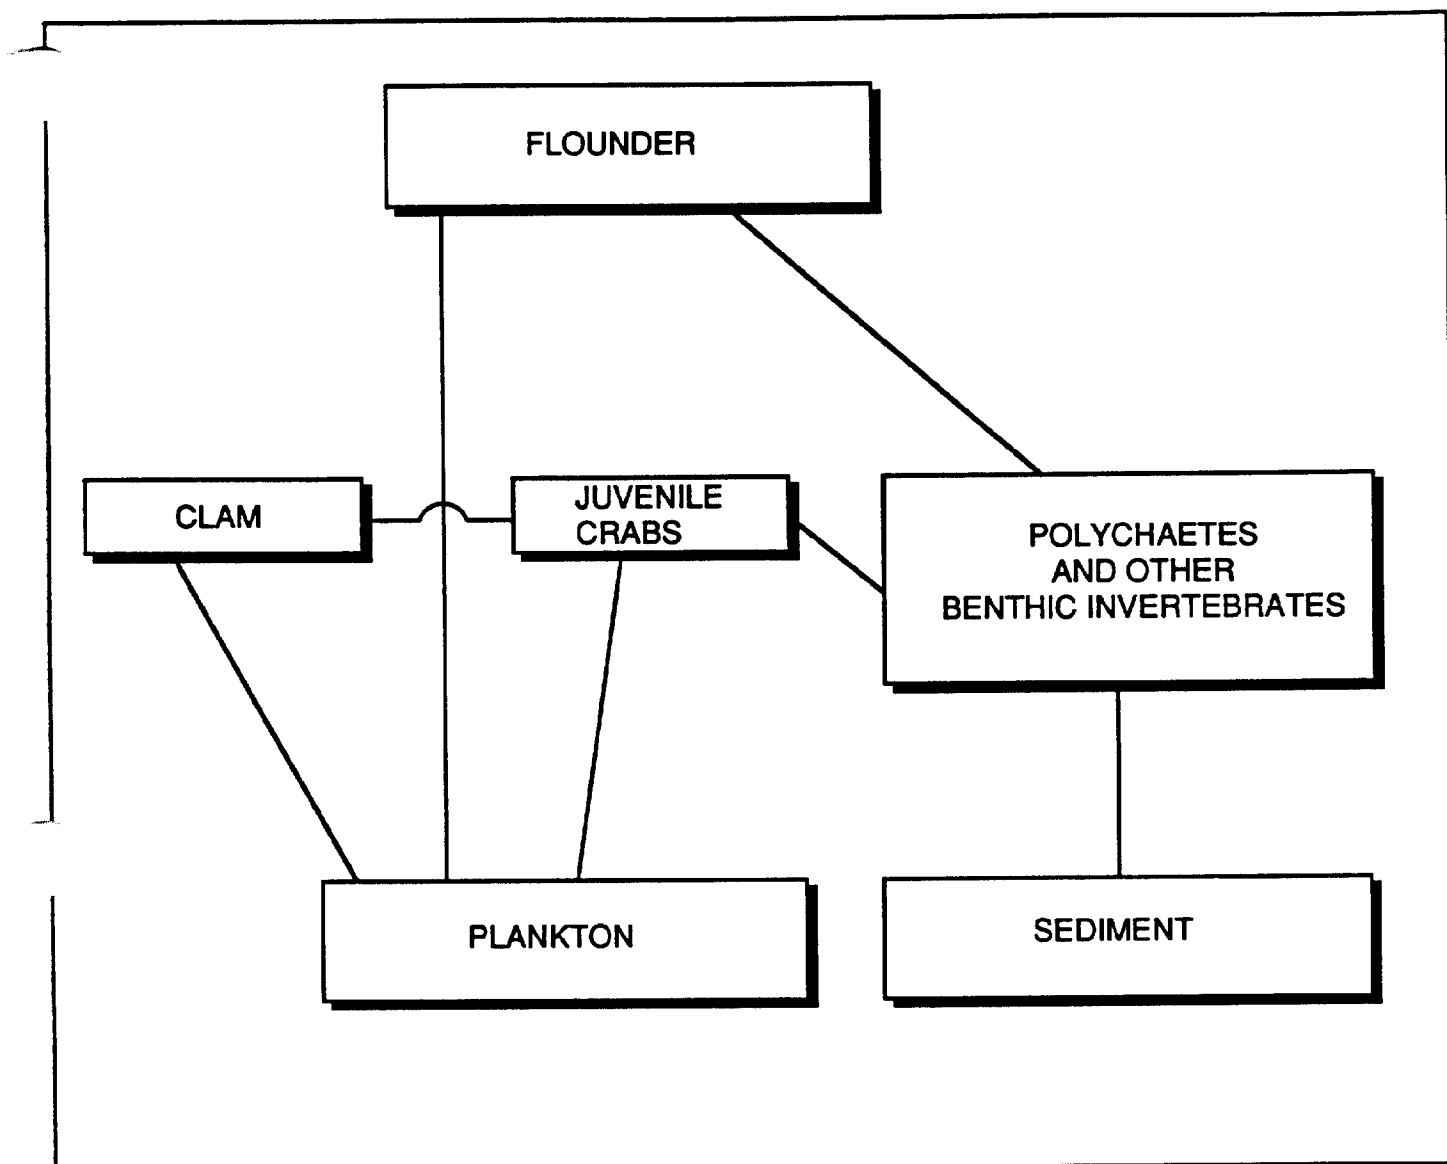 FLOUNDER
CLAM
JUVENILE
CRABS
POLYCHAETES
AND OTHER
BENTHIC INVERTEBRATES
PLANKTON
SEDIMENT